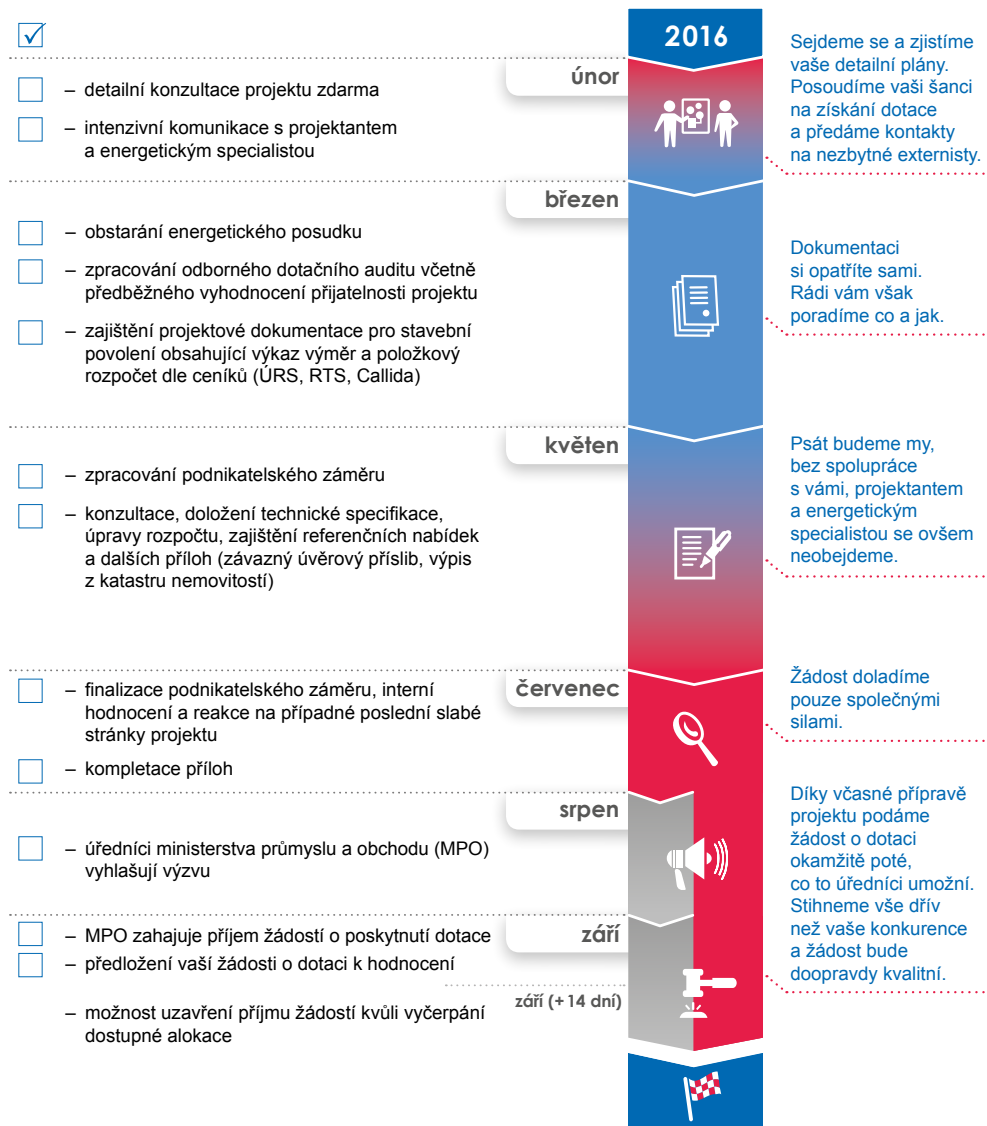 2016
únor
– detailní konzultace projektu zdarma
– intenzivní komunikace s projektantem
a energetickým specialistou
Sejdeme se a zjistíme
vaše detailní plány.
Posoudíme vaši šanci
na získání dotace
a předáme kontakty
na nezbytné externisty.
březen
– obstarání energetického posudku
– zpracování odborného dotačního auditu včetně
předběžného vyhodnocení přijatelnosti projektu
– zajištění projektové dokumentace pro stavební
povolení obsahující výkaz výměr a položkový
rozpočet dle ceníků (ÚRS, RTS, Callida)
Dokumentaci
si opatříte sami.
Rádi vám však
poradíme co a jak.
květen
– zpracování podnikatelského záměru
– konzultace, doložení technické specifikace,
úpravy rozpočtu, zajištění referenčních nabídek
a dalších příloh (závazný úvěrový příslib, výpis
z katastru nemovitostí)
Psát budeme my,
bez spolupráce
s vámi, projektantem
a energetickým
specialistou se ovšem
neobejdeme.
červenec
– finalizace podnikatelského záměru, interní
hodnocení a reakce na případné poslední slabé
stránky projektu
– kompletace příloh
Žádost doladíme
pouze společnými
silami.
srpen
– úředníci ministerstva průmyslu a obchodu (MPO)
vyhlašují výzvu
Díky včasné přípravě
projektu podáme
žádost o dotaci
okamžitě poté,
co to úředníci umožní.
Stihneme vše dřív
než vaše konkurence
a žádost bude
doopravdy kvalitní.
září
– MPO zahajuje příjem žádostí o poskytnutí dotace
– předložení vaší žádosti o dotaci k hodnocení
září (+ 14 dní)
– možnost uzavření příjmu žádostí kvůli vyčerpání
dostupné alokace